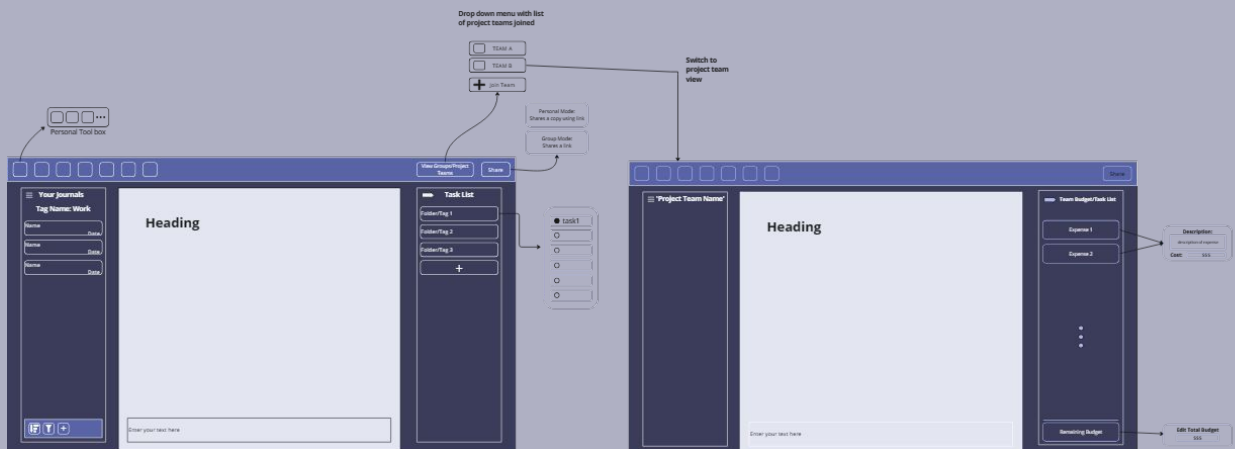 Drop down menu with list
of project teams joined
TEAM A
TEAM B
Join Team
Switch to
project team
view
Personal Mode:
Shares a copy using link
Group Mode:
Shares a link
Personal Tool box
View Groups/Project
Teams
Share
Your Journals
Tag Name: Work
Name
Date
Name
Date
Name
Date
Heading
Enter your text here
Task List
Folder/Tag 1
Folder/Tag 2
Folder/Tag 3
+
task1
Share
'Project Team Name'
Heading
Enter your text here
Team Budget/Task List
Expense 1
Expense 2
Remaining Budget
Description:
description of expense
Cost: $$$
Edit Total Budget
$$$